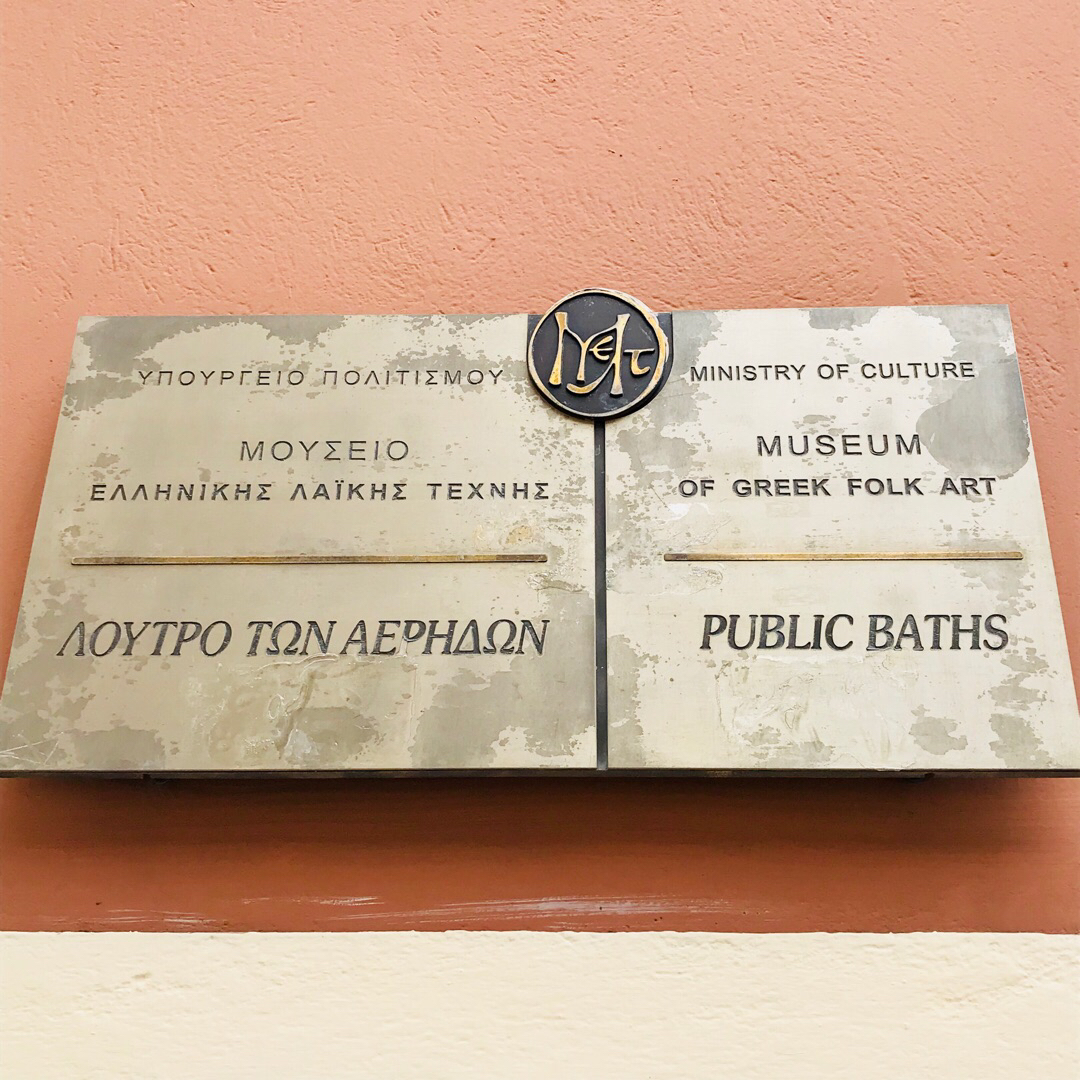 ΥΠΟΥΡΓΕΙΟ ΠΟΛΙΤΙΣΜΟΥ
ΜΟΥΣΕΙΟ
ΕΛΛΗΝΙΚΗΣ ΛΑΪΚΗΣ ΤΕΧΝΗΣ
ΛΟΥΤΡΟ ΤΩΝ ΑΕΡΗΔΩΝ
MINISTRY OF CULTURE
MUSEUM
OF GREEK FOLK ART
PUBLIC BATHS